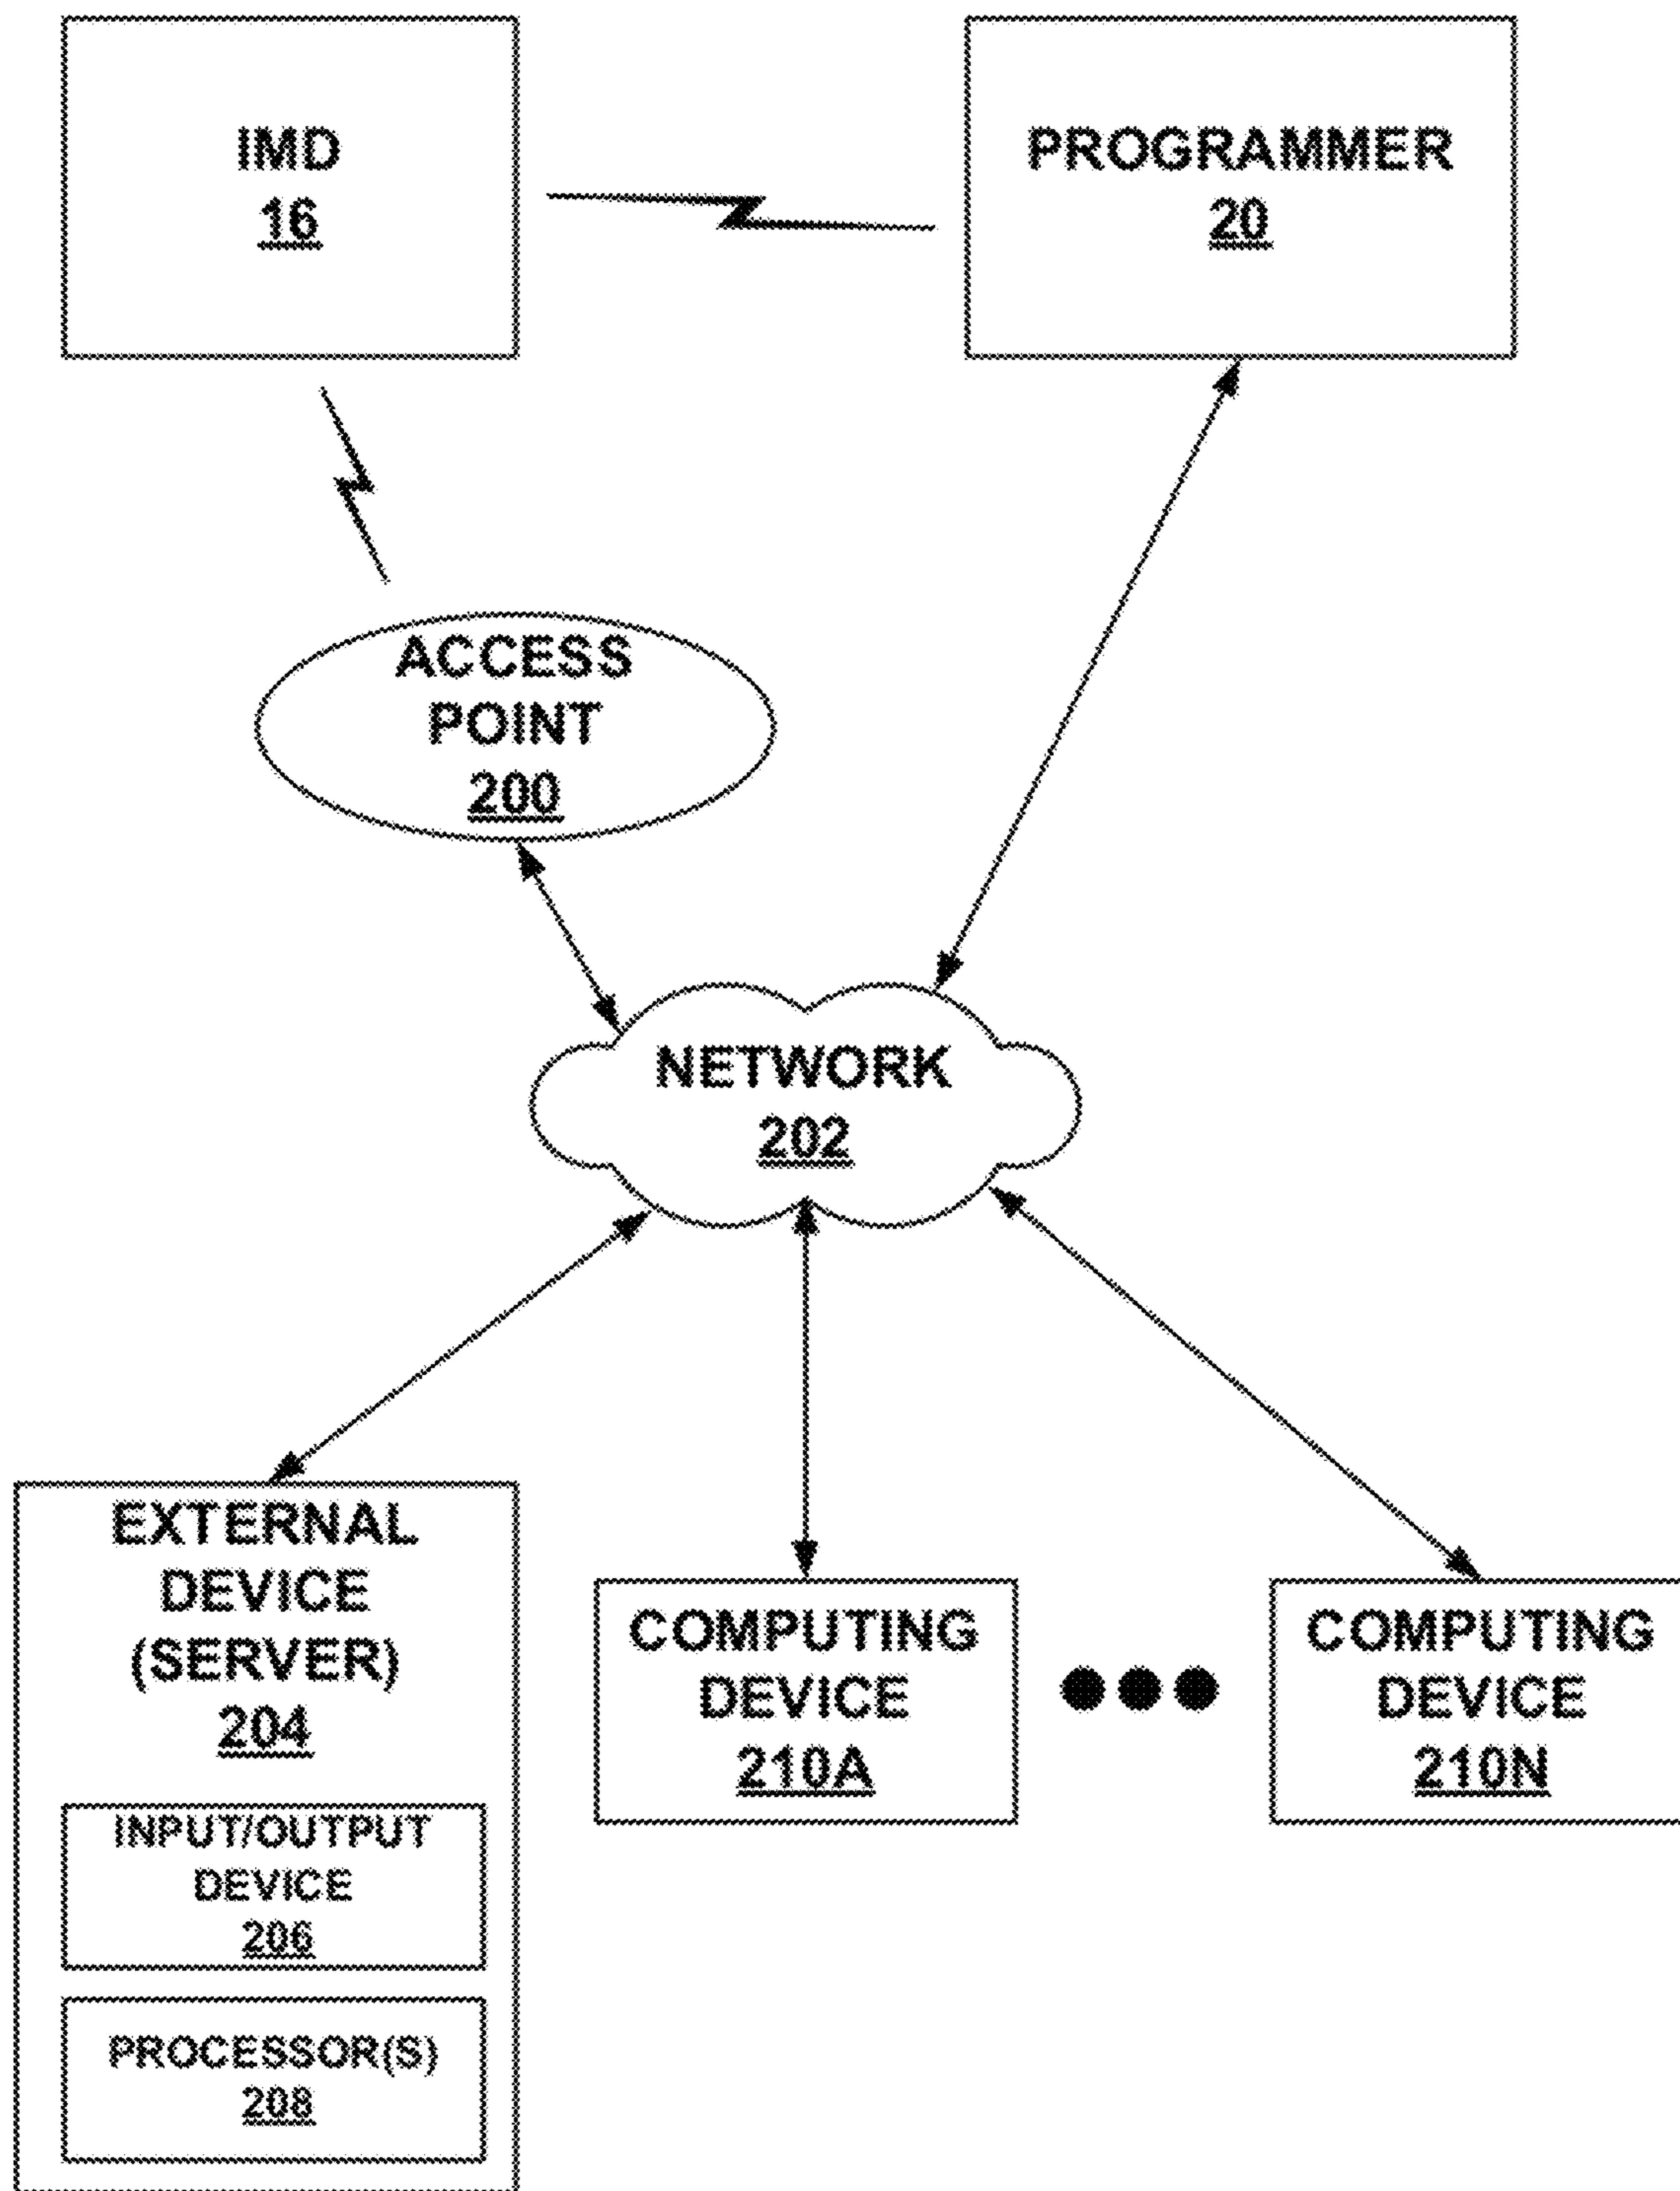 IMD
16
PROGRAMMER
20
ACCESS
POINT
200
NETWORK
202
EXTERNAL
DEVICE
(SERVER)
204
INPUT/OUTPUT
DEVICE
206
PROCESSOR(S)
208
COMPUTING
DEVICE
210A
COMPUTING
DEVICE
210N